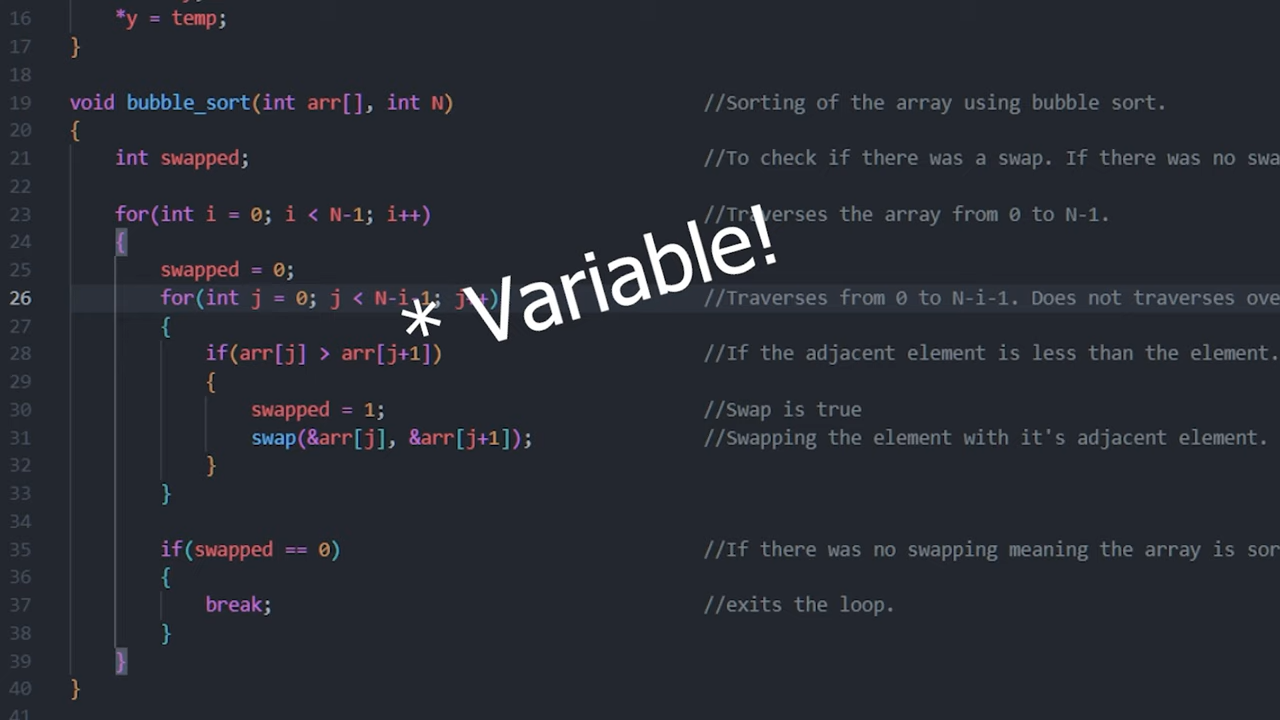 16 *y = temp;
17 }
18
19 void bubble_sort(int arr[], int N) //Sorting of the array using bubble sort.
20 {
21 int swapped; //To check if there was a swap. If there was no swa
22
23 for(int i = 0; i < N-1; i++) //Traverses the array from 0 to N-1.
24 {
25 swapped = 0;
26 for(int j = 0; j < N-i-1; j++) //Traverses from 0 to N-i-1. Does not traverses ove
* Variable!
27 {
28 if(arr[j] > arr[j+1]) //If the adjacent element is less than the element.
29 {
30 swapped = 1; //Swap is true
31 swap(&arr[j], &arr[j+1]); //Swapping the element with it's adjacent element.
32 }
33 }
34
35 if(swapped == 0) //If there was no swapping meaning the array is sor
36 {
37 break; //exits the loop.
38 }
39 }
40 }
41